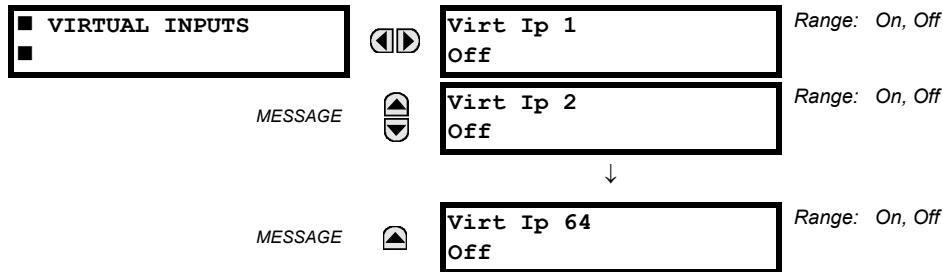 ■ VIRTUAL INPUTS
■
Virt Ip 1
Off
Range: On, Off
MESSAGE
Virt Ip 2
Off
Range: On, Off
↓
MESSAGE
Virt Ip 64
Off
Range: On, Off